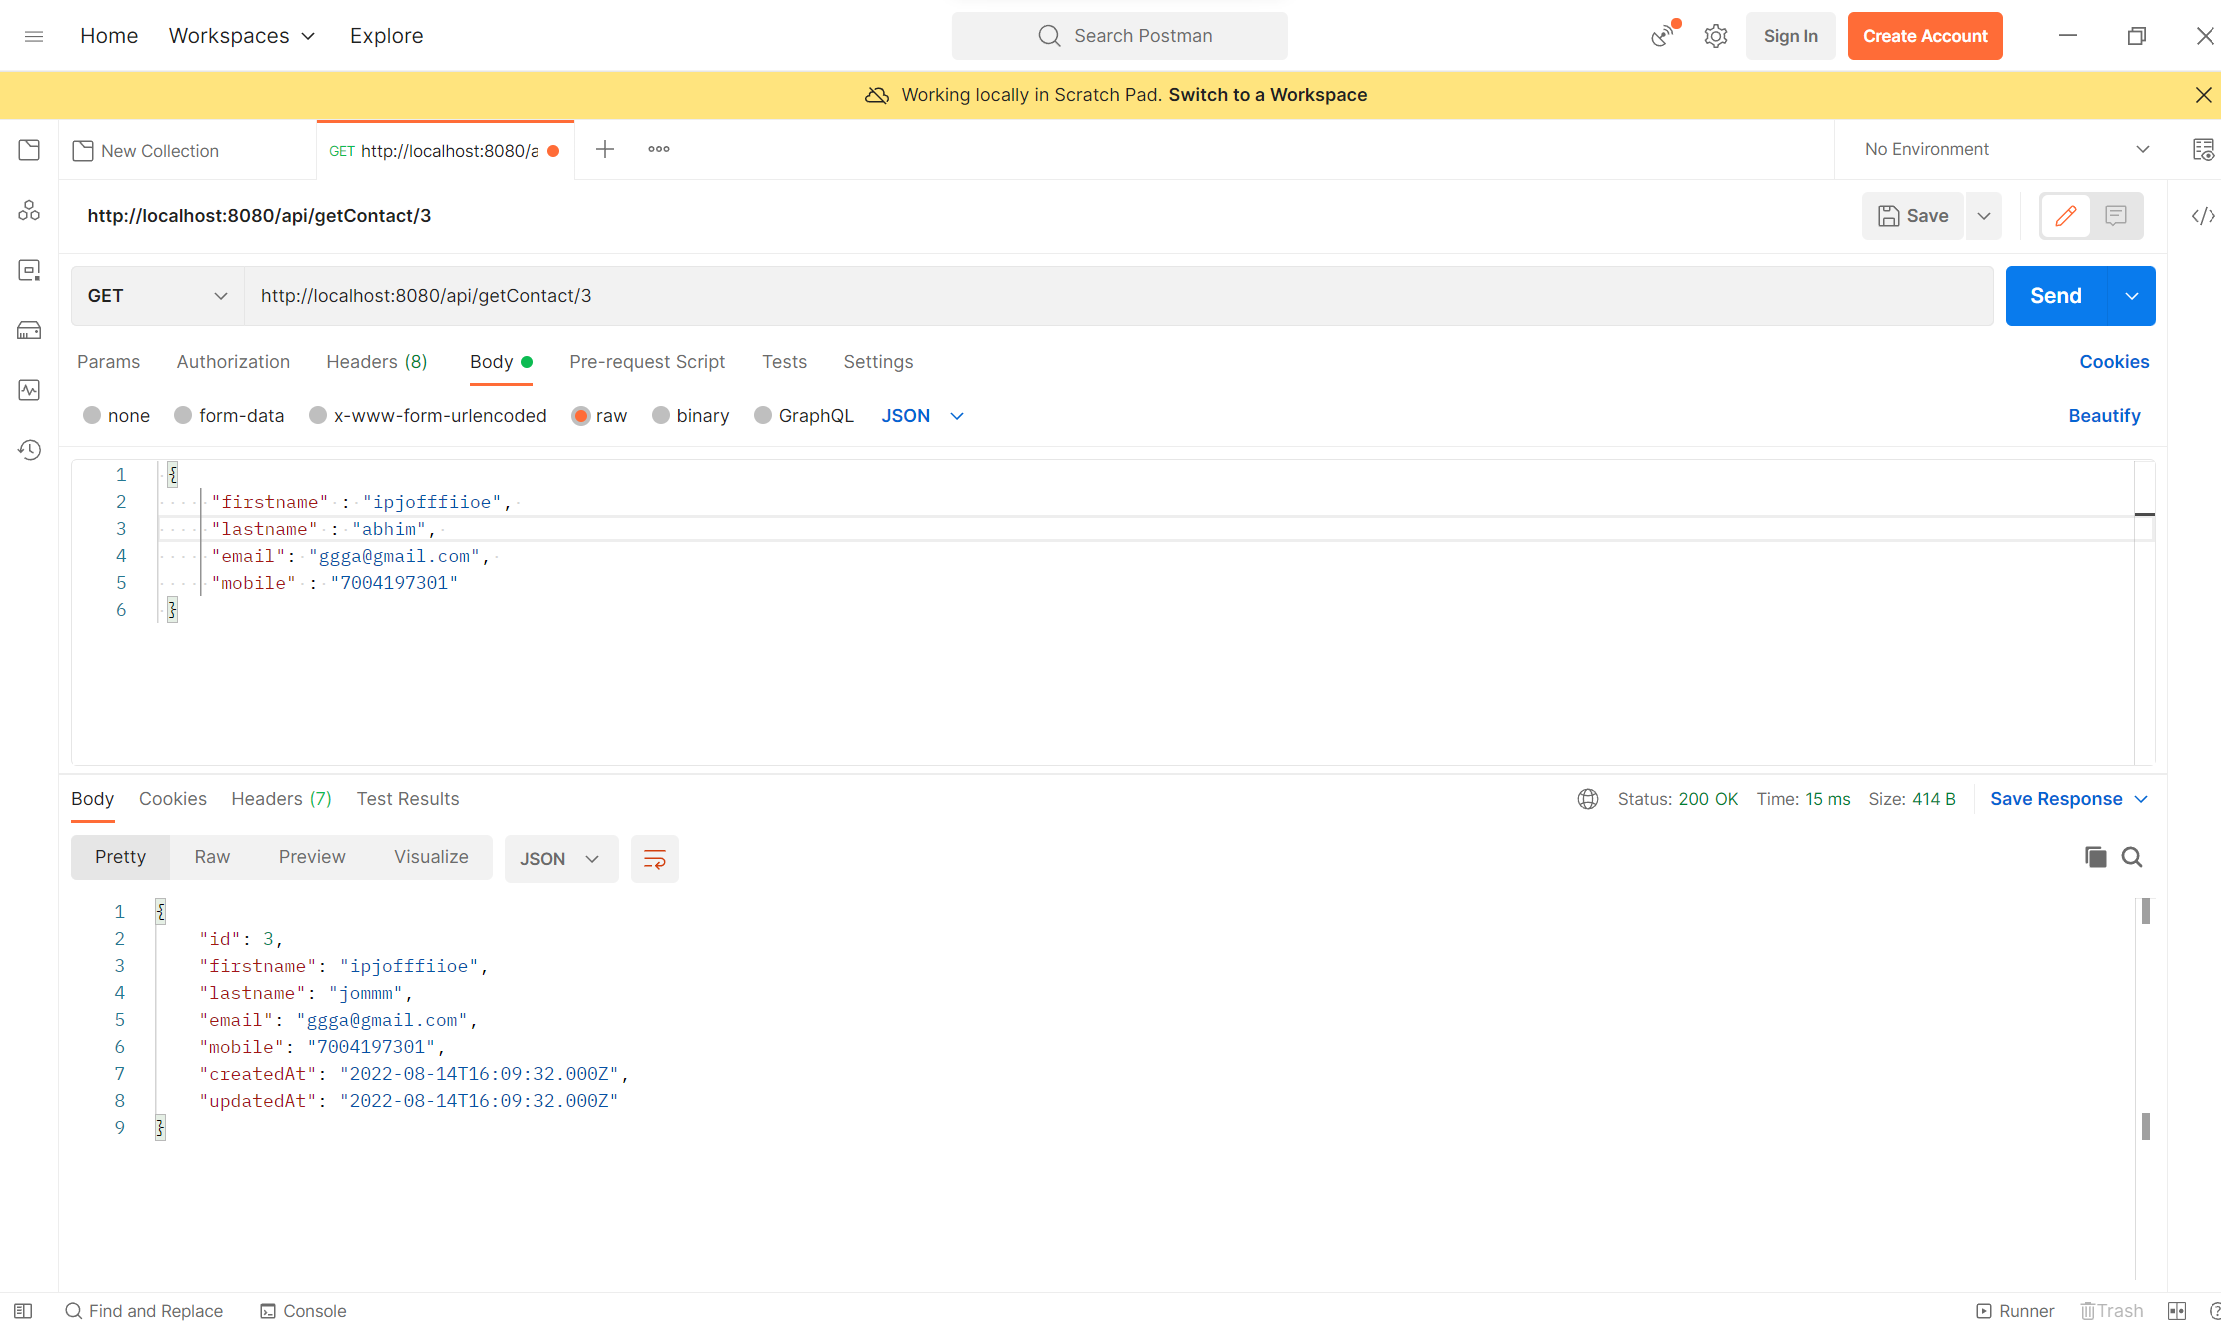 Home Workspaces Explore Search Postman Sign In Create Account
Working locally in Scratch Pad. Switch to a Workspace
New Collection GET http://localhost:8080/a No Environment
http://localhost:8080/api/getContact/3 Save
GET http://localhost:8080/api/getContact/3 Send
Params Authorization Headers (8) Body Pre-request Script Tests Settings Cookies
none form-data x-www-form-urlencoded raw binary GraphQL JSON Beautify
1 {
2 "firstname" : "ipjofffiioe",
3 "lastname" : "abhim",
4 "email": "ggga@gmail.com",
5 "mobile" : "7004197301"
6 }
Body Cookies Headers (7) Test Results Status: 200 OK Time: 15 ms Size: 414 B Save Response
Pretty Raw Preview Visualize JSON
1 {
2 "id": 3,
3 "firstname": "ipjofffiioe",
4 "lastname": "jommm",
5 "email": "ggga@gmail.com",
6 "mobile": "7004197301",
7 "createdAt": "2022-08-14T16:09:32.000Z",
8 "updatedAt": "2022-08-14T16:09:32.000Z"
9 }
Find and Replace Console Runner Trash